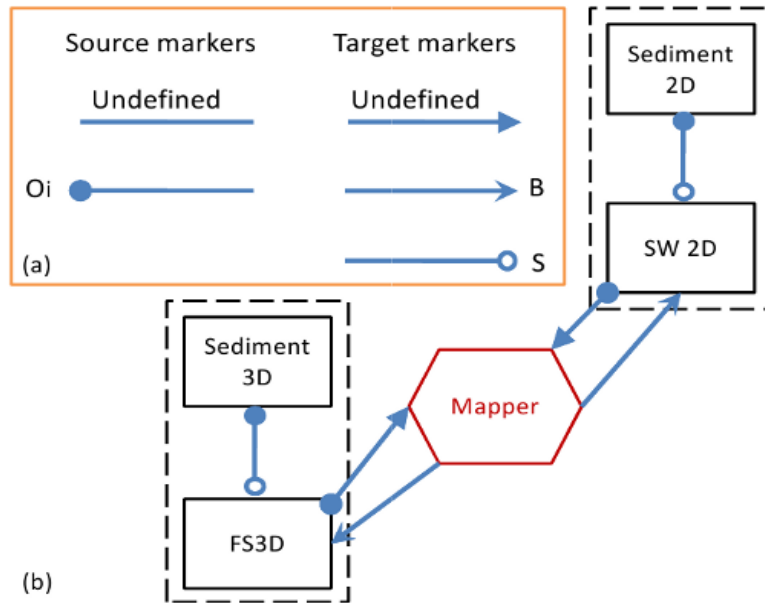 Source markers
Target markers
Undefined
Undefined
Oi
B
S
(a)
Sediment
2D
SW 2D
Sediment
3D
Mapper
FS3D
(b)